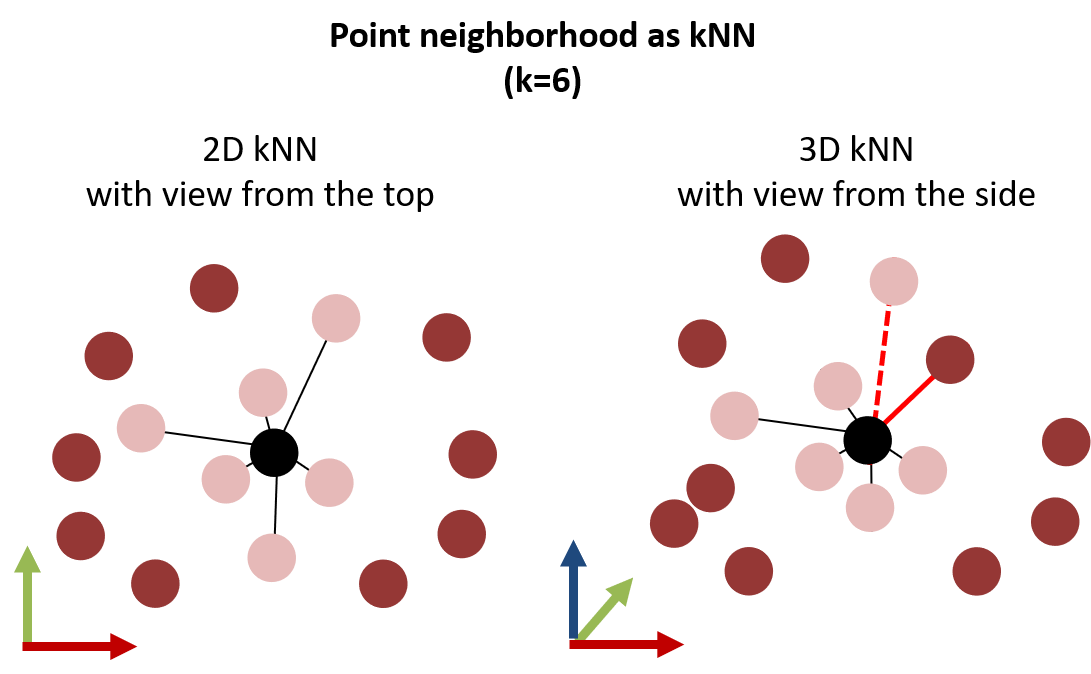 Point neighborhood as kNN
(k=6)
2D kNN
with view from the top
3D kNN
with view from the side